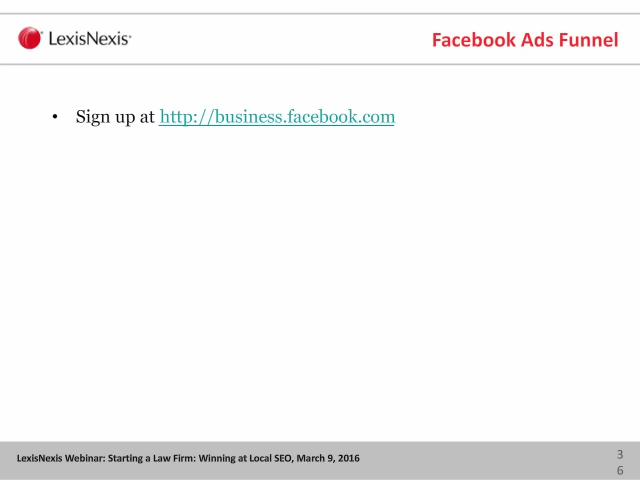 LexisNexis®
Facebook Ads Funnel
• Sign up at http://business.facebook.com
LexisNexis Webinar: Starting a Law Firm: Winning at Local SEO, March 9, 2016
3
6